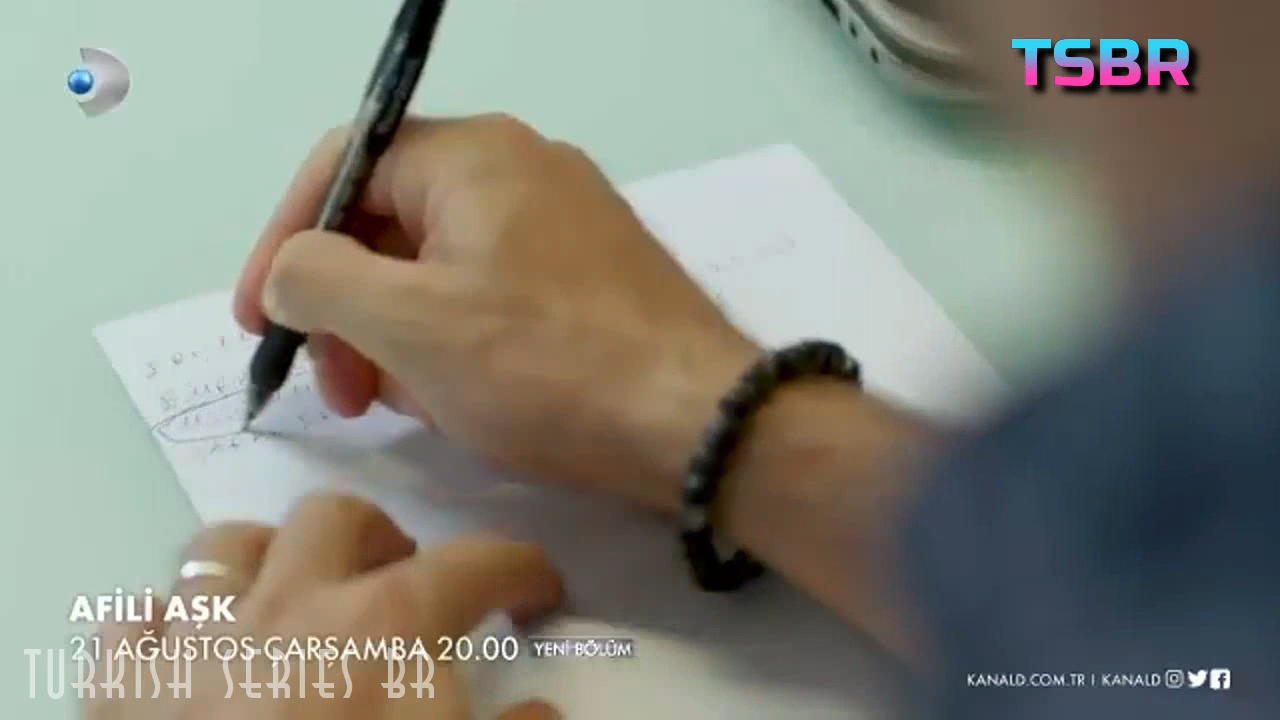 TSBR
AFİLİ AŞK
21 AĞUSTOS ÇARŞAMBA 20.00 YENİ BÖLÜM
TURKISH SERIES BR
KANALD.COM.TR | KANALD